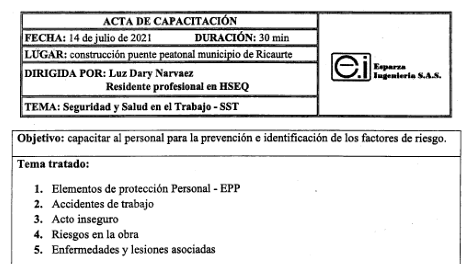 ACTA DE CAPACITACIÓN
FECHA: 14 de julio de 2021 DURACIÓN: 30 min
LUGAR: construcción puente peatonal municipio de Ricaurte
DIRIGIDA POR: Luz Dary Narvaez
Residente profesional en HSEQ
TEMA: Seguridad y Salud en el Trabajo - SST
e.i Esparza
Ingenieria S.A.S.
Objetivo: capacitar al personal para la prevención e identificación de los factores de riesgo.
Tema tratado:
1. Elementos de protección Personal - EPP
2. Accidentes de trabajo
3. Acto inseguro
4. Riesgos en la obra
5. Enfermedades y lesiones asociadas